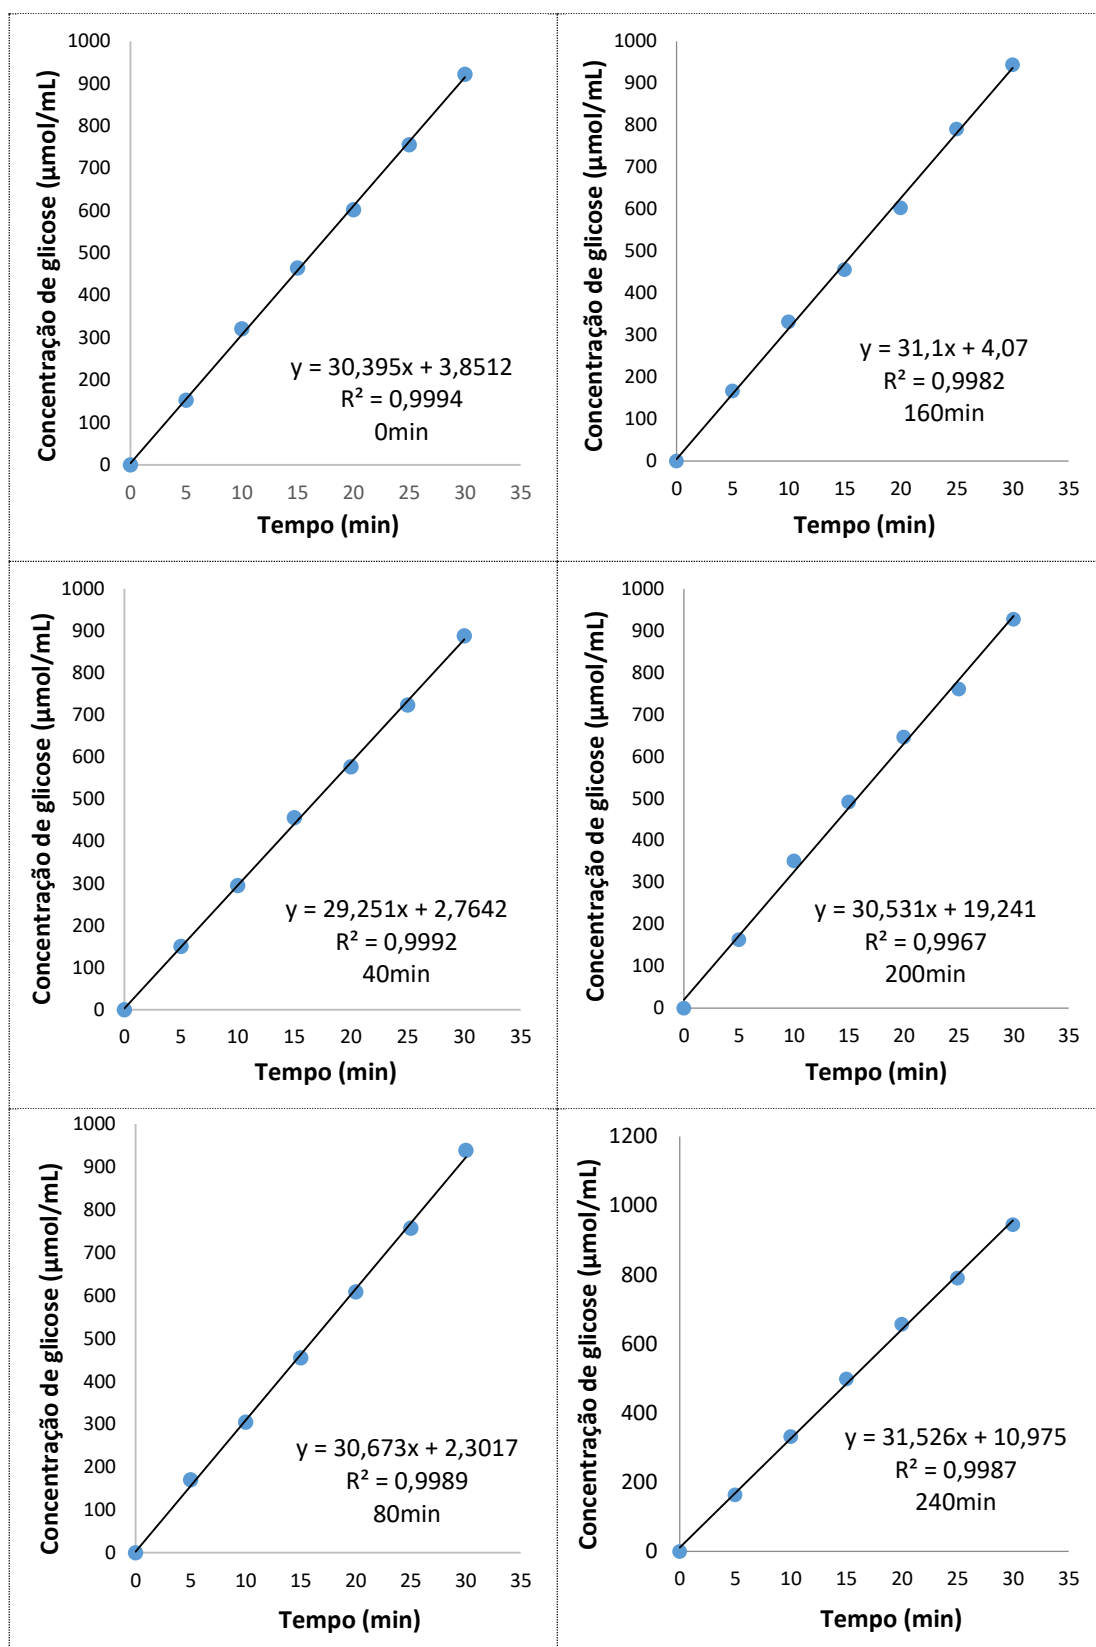 Concentração de glicose (µmol/mL)
1000
900
800
700
600
500
400
300
200
100
0
y = 30,395x + 3,8512
R² = 0,9994
0min
0 5 10 15 20 25 30 35
Tempo (min)
Concentração de glicose (µmol/mL)
1000
900
800
700
600
500
400
300
200
100
0
y = 31,1x + 4,07
R² = 0,9982
160min
0 5 10 15 20 25 30 35
Tempo (min)
Concentração de glicose (µmol/mL)
1000
900
800
700
600
500
400
300
200
100
0
y = 29,251x + 2,7642
R² = 0,9992
40min
0 5 10 15 20 25 30 35
Tempo (min)
Concentração de glicose (µmol/mL)
1000
900
800
700
600
500
400
300
200
100
0
y = 30,531x + 19,241
R² = 0,9967
200min
0 5 10 15 20 25 30 35
Tempo (min)
Concentração de glicose (µmol/mL)
1000
900
800
700
600
500
400
300
200
100
0
y = 30,673x + 2,3017
R² = 0,9989
80min
0 5 10 15 20 25 30 35
Tempo (min)
Concentração de glicose (µmol/mL)
1200
1000
800
600
400
200
0
y = 31,526x + 10,975
R² = 0,9987
240min
0 5 10 15 20 25 30 35
Tempo (min)